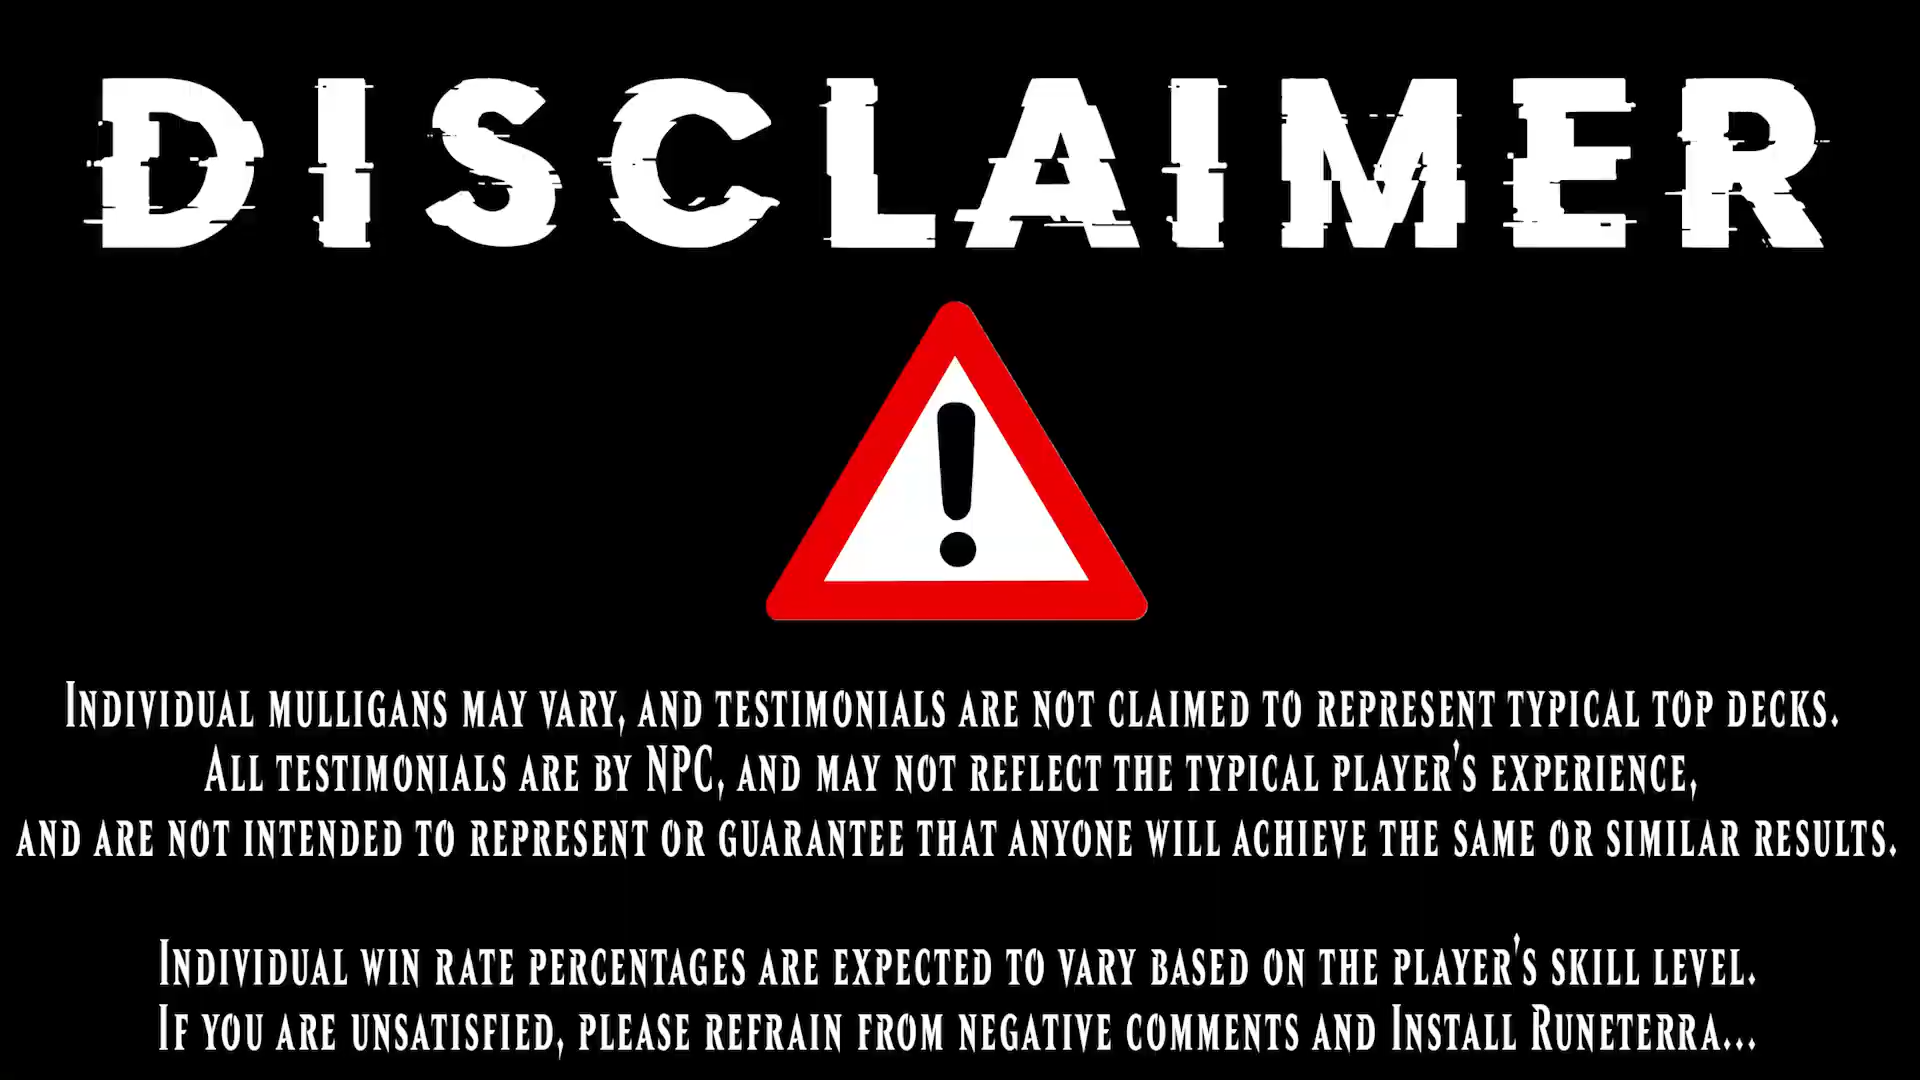 DISCLAIMER
Individual mulligans may vary, and testimonials are not claimed to represent typical top decks.
All testimonials are by NPC, and may not reflect the typical player's experience,
and are not intended to represent or guarantee that anyone will achieve the same or similar results.
Individual win rate percentages are expected to vary based on the player's skill level.
If you are unsatisfied, please refrain from negative comments and Install Runeterra...